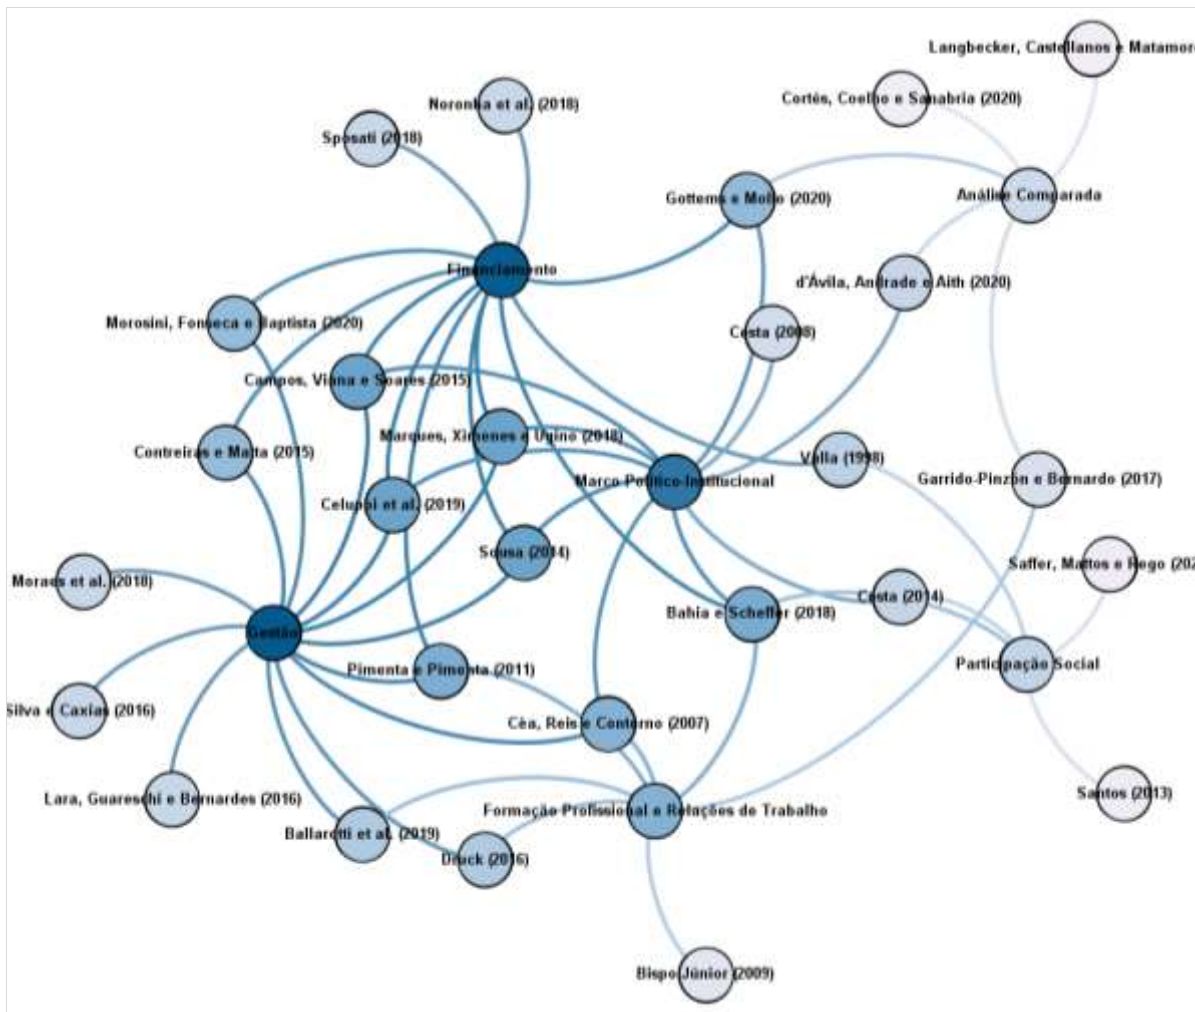 Langbecker, Castellanos e Matamor
Cortés, Coelho e Sanabria (2020)
Noronha et al. (2018)
Sposati (2018)
Gottems e Mollo (2020)
Análise Comparada
Financiamento
d'Ávila, Andrade e Aith (2020)
Morosini, Fonseca e Baptista (2020)
Costa (2008)
Campos, Viana e Soares (2015)
Marques, Ximenes e Ugino (2018)
Contreiras e Matta (2015)
Valla (1998)
Marco Político-Institucional
Garrido-Pinzón e Bernardo (2017)
Celuppi et al. (2019)
Sousa (2014)
Saffer, Mattos e Rego (202
Moraes et al. (2018)
Costa (2014)
Bahia e Scheffer (2018)
Gestão
Participação Social
Pimenta e Pimenta (2011)
Silva e Caxias (2016)
Cêa, Reis e Contorno (2007)
Santos (2013)
Lara, Guareschi e Bernardes (2016)
Formação Profissional e Relações de Trabalho
Ballarotti et al. (2019)
Druck (2016)
Bispo Júnior (2009)